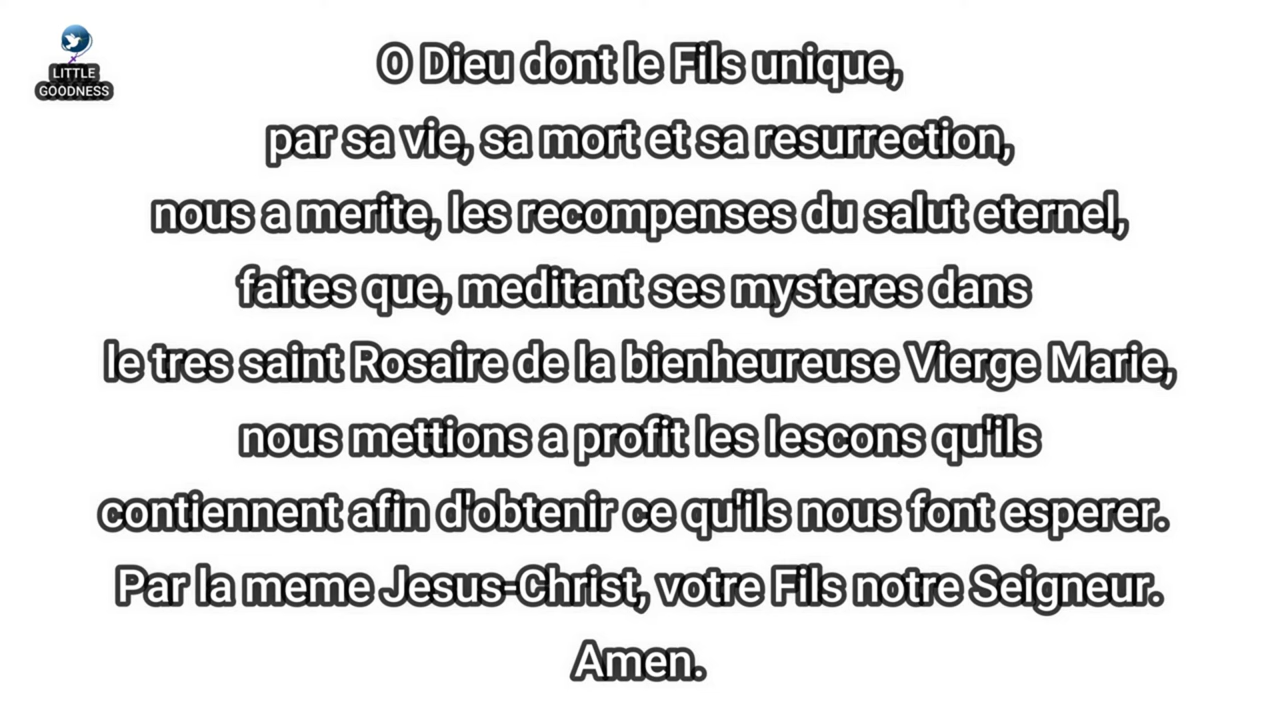 LITTLE
GOODNESS
O Dieu dont le Fils unique,
par sa vie, sa mort et sa resurrection,
nous a merite, les recompenses du salut eternel,
faites que, meditant ses mysteres dans
le tres saint Rosaire de la bienheureuse Vierge Marie,
nous mettions a profit les lescons qu'ils
contiennent afin d'obtenir ce qu'ils nous font esperer.
Par la meme Jesus-Christ, votre Fils notre Seigneur.
Amen.